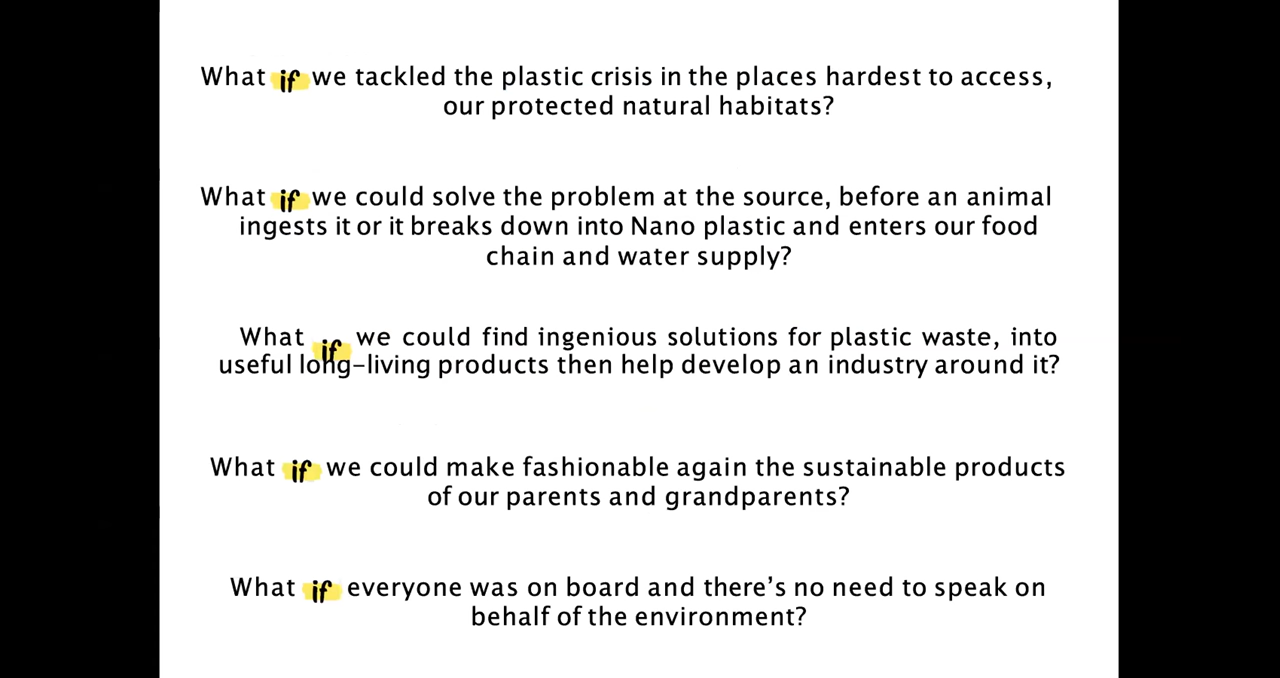 What if we tackled the plastic crisis in the places hardest to access,
our protected natural habitats?
What if we could solve the problem at the source, before an animal
ingests it or it breaks down into Nano plastic and enters our food
chain and water supply?
What if we could find ingenious solutions for plastic waste, into
useful long-living products then help develop an industry around it?
What if we could make fashionable again the sustainable products
of our parents and grandparents?
What if everyone was on board and there's no need to speak on
behalf of the environment?